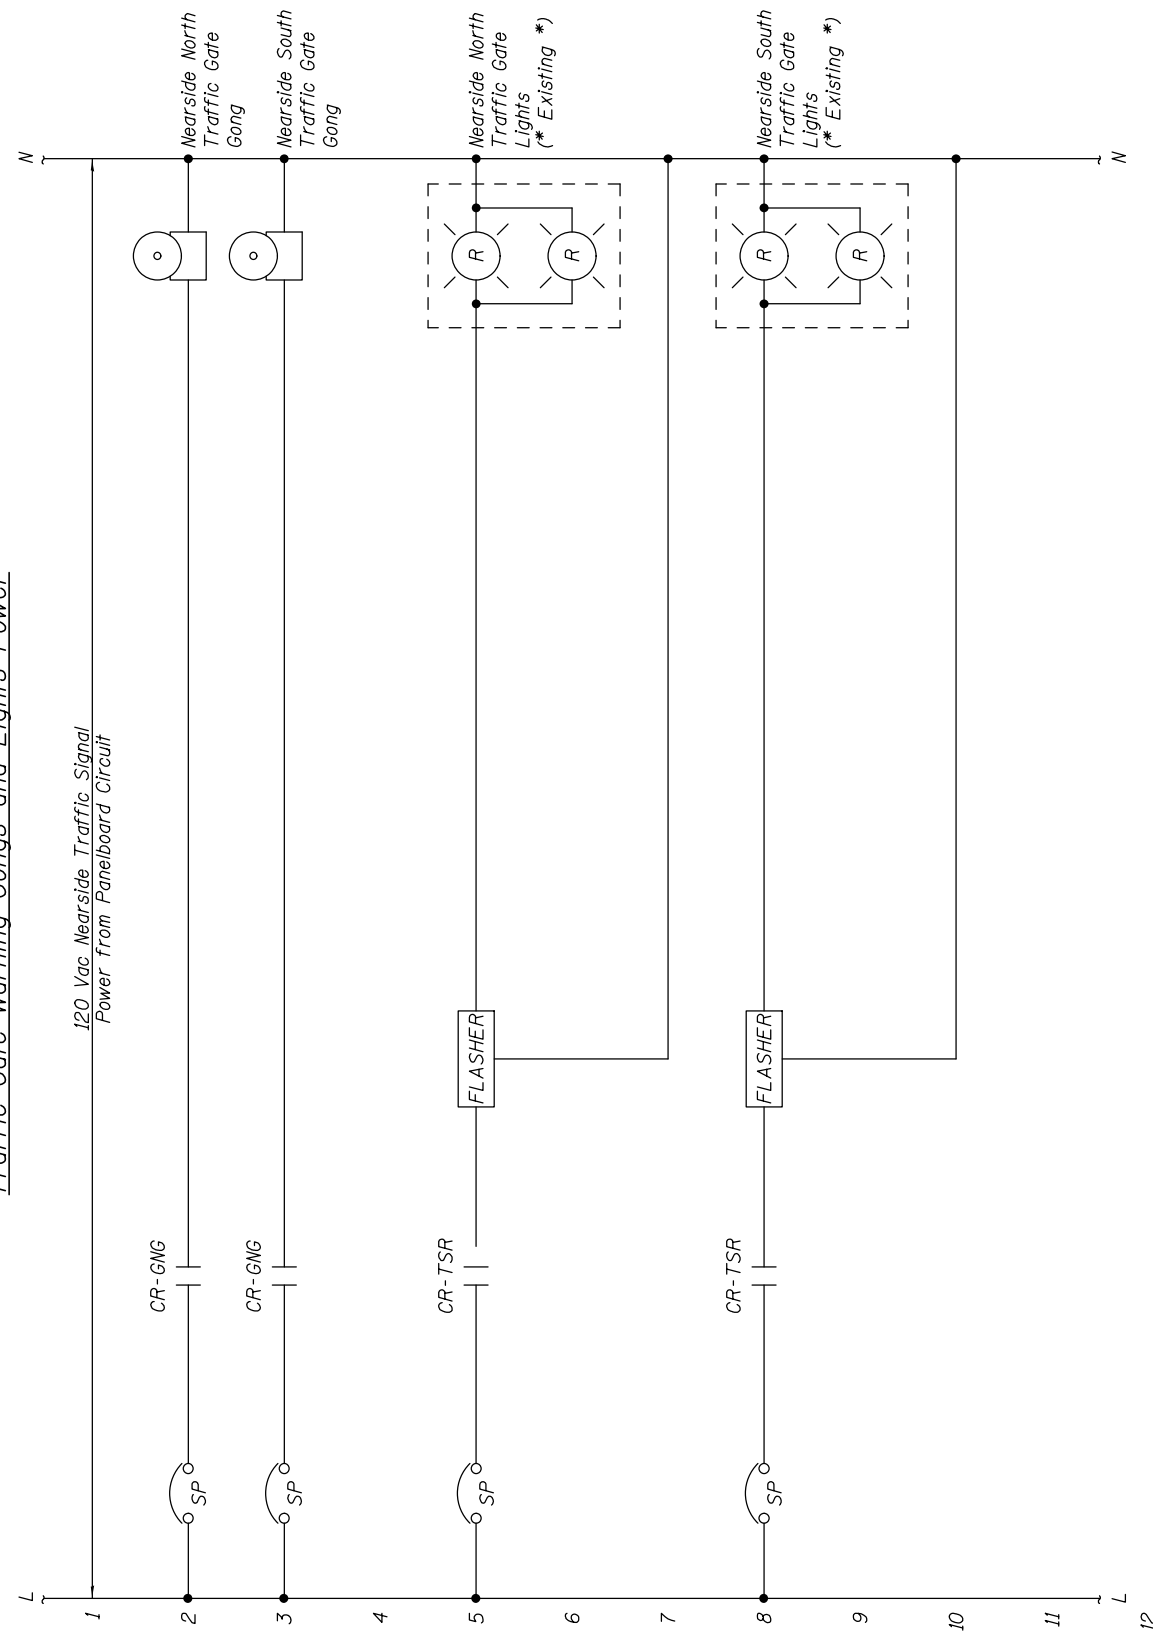 120 Vac Nearside Traffic Signal
Power from Panelboard Circuit
L
N
1
2
SP
CR-GNG
Nearside North
Traffic Gate
Gong
3
SP
CR-GNG
Nearside South
Traffic Gate
Gong
4
5
SP
CR-TSR
FLASHER
R
Nearside North
Traffic Gate
Lights
(* Existing *)
6
R
7
8
SP
CR-TSR
FLASHER
R
Nearside South
Traffic Gate
Lights
(* Existing *)
9
R
10
11
L
N
12